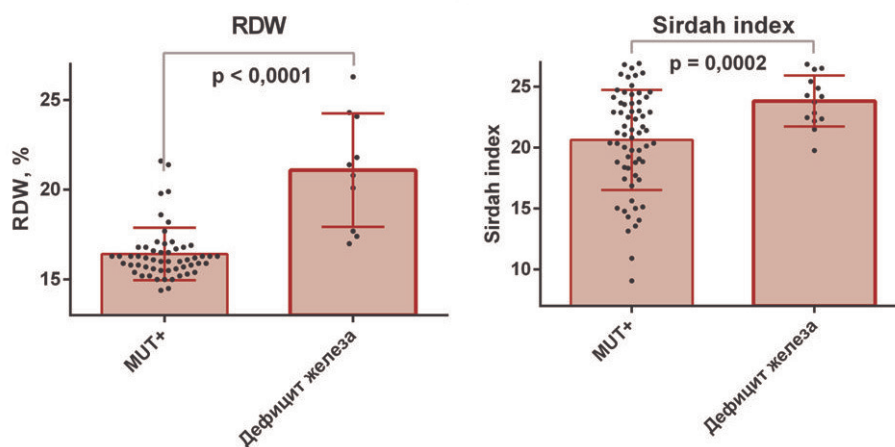 RDW
p < 0,0001
RDW, %
25
20
15
MUT+
Дефицит железа
Sirdah index
p = 0,0002
Sirdah index
25
20
15
10
MUT+
Дефицит железа